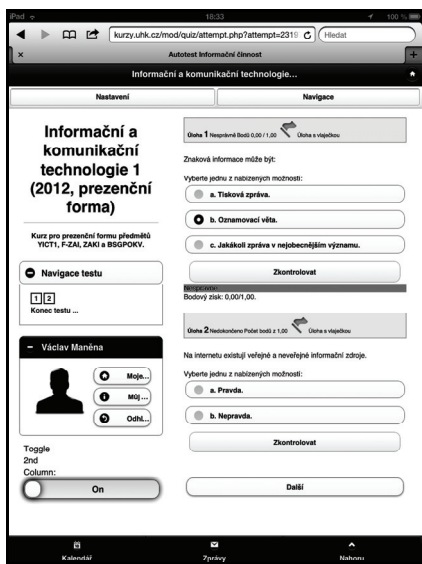 iPad
18:33
100 %
kurzy.uhk.cz/mod/quiz/attempt.php?attempt=2319
Hledat
×
Autotest Informační činnost
+
Informační a komunikační technologie...
Nastavení
Navigace
Informační a
komunikační
technologie 1
(2012, prezenční
forma)
Kurz pro prezenční formu předmětů
YICT1, F-ZAI, ZAKI a BSGPOKV.
Navigace testu
1 2
Konec testu ...
Václav Maněna
Moje...
Můj ...
Odhl...
Toggle
2nd
Column:
On
Úloha 1 Nesprávně Bodů 0,00 / 1,00 Úloha s vlaječkou
Znaková informace může být:
Vyberte jednu z nabízených možností:
a. Tisková zpráva.
b. Oznamovací věta.
c. Jakákoli zpráva v nejobecnějším významu.
Zkontrolovat
Nesprávně
Bodový zisk: 0,00/1,00.
Úloha 2 Nedokončeno Počet bodů z 1,00 Úloha s vlaječkou
Na internetu existují veřejné a neveřejné informační zdroje.
Vyberte jednu z nabízených možností:
a. Pravda.
b. Nepravda.
Zkontrolovat
Další
Kalendář
Zprávy
Nahoru